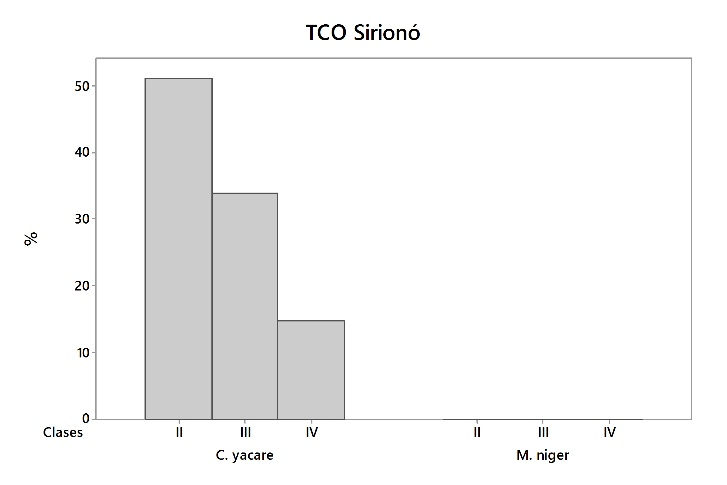 TCO Sirionó
50
40
30
20
10
0
%
Clases II III IV II III IV
C. yacare M. niger